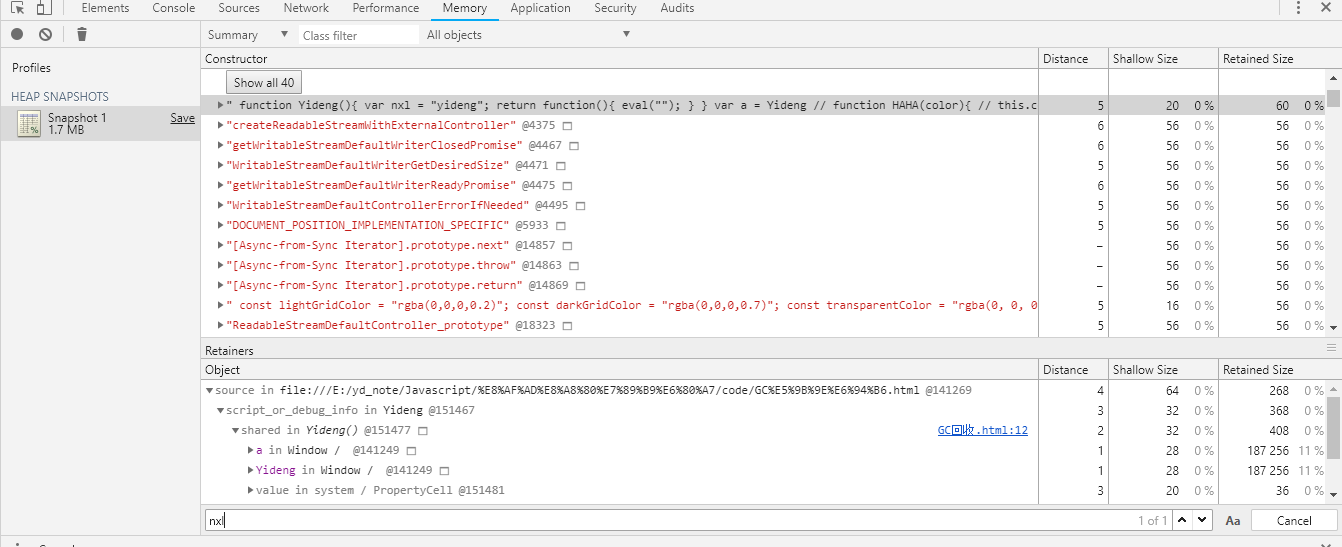 Elements Console Sources Network Performance Memory Application Security Audits
Summary Class filter All objects
Profiles
HEAP SNAPSHOTS
Snapshot 1 Save
1.7 MB
Constructor Distance Shallow Size Retained Size
Show all 40
" function Yideng(){ var nxl = "yideng"; return function(){ eval(""); } } var a = Yideng // function HAHA(color){ // this.c 5 20 0 % 60 0 %
"createReadableStreamWithExternalController" @4375 6 56 0 % 56 0 %
"getWritableStreamDefaultWriterClosedPromise" @4467 6 56 0 % 56 0 %
"WritableStreamDefaultWriterGetDesiredSize" @4471 5 56 0 % 56 0 %
"getWritableStreamDefaultWriterReadyPromise" @4475 6 56 0 % 56 0 %
"WritableStreamDefaultControllerErrorIfNeeded" @4495 5 56 0 % 56 0 %
"DOCUMENT_POSITION_IMPLEMENTATION_SPECIFIC" @5933 5 56 0 % 56 0 %
"[Async-from-Sync Iterator].prototype.next" @14857 – 56 0 % 56 0 %
"[Async-from-Sync Iterator].prototype.throw" @14863 – 56 0 % 56 0 %
"[Async-from-Sync Iterator].prototype.return" @14869 – 56 0 % 56 0 %
" const lightGridColor = "rgba(0,0,0,0.2)"; const darkGridColor = "rgba(0,0,0,0.7)"; const transparentColor = "rgba(0, 0, 0 5 16 0 % 56 0 %
"ReadableStreamDefaultController_prototype" @18323 5 56 0 % 56 0 %
Retainers
Object Distance Shallow Size Retained Size
source in file:///E:/yd_note/Javascript/%E8%AF%AD%E8%A8%80%E7%89%B9%E6%80%A7/code/GC%E5%9B%9E%E6%94%B6.html @141269 4 64 0 % 268 0 %
script_or_debug_info in Yideng @151467 3 32 0 % 368 0 %
shared in Yideng() @151477 GC回收.html:12 2 32 0 % 408 0 %
a in Window / @141249 1 28 0 % 187 256 11 %
Yideng in Window / @141249 1 28 0 % 187 256 11 %
value in system / PropertyCell @151481 3 20 0 % 36 0 %
nxl 1 of 1 Aa Cancel